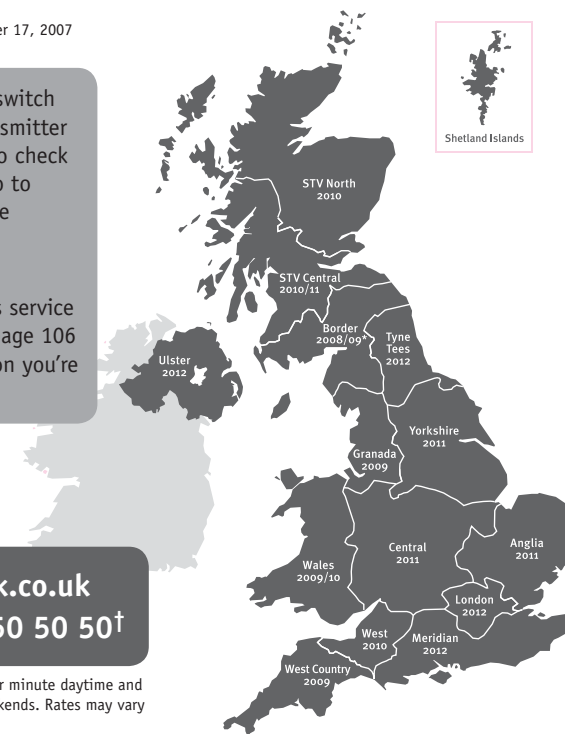 er 17, 2007
switch
smitter
o check
o to
e
s service
age 106
on you're
k.co.uk
50 50 50†
r minute daytime and
kends. Rates may vary
Shetland Islands
STV North
2010
STV Central
2010/11
Border
2008/09*
Tyne
Tees
2012
Ulster
2012
Yorkshire
2011
Granada
2009
Wales
2009/10
Central
2011
Anglia
2011
London
2012
West
2010
Meridian
2012
West Country
2009